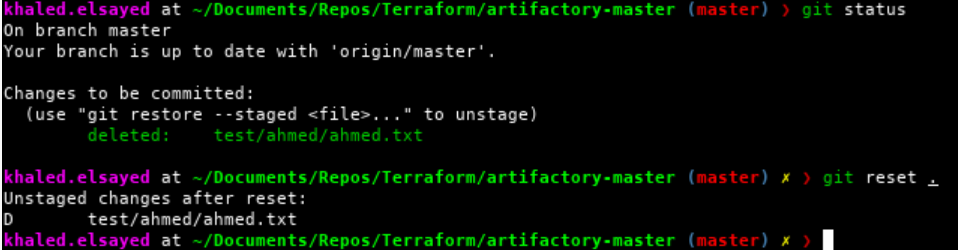 khaled.elsayed at ~/Documents/Repos/Terraform/artifactory-master (master) ❯ git status
On branch master
Your branch is up to date with 'origin/master'.
Changes to be committed:
(use "git restore --staged <file>..." to unstage)
deleted: test/ahmed/ahmed.txt
khaled.elsayed at ~/Documents/Repos/Terraform/artifactory-master (master) ✗ ❯ git reset .
Unstaged changes after reset:
D test/ahmed/ahmed.txt
khaled.elsayed at ~/Documents/Repos/Terraform/artifactory-master (master) ✗ ❯